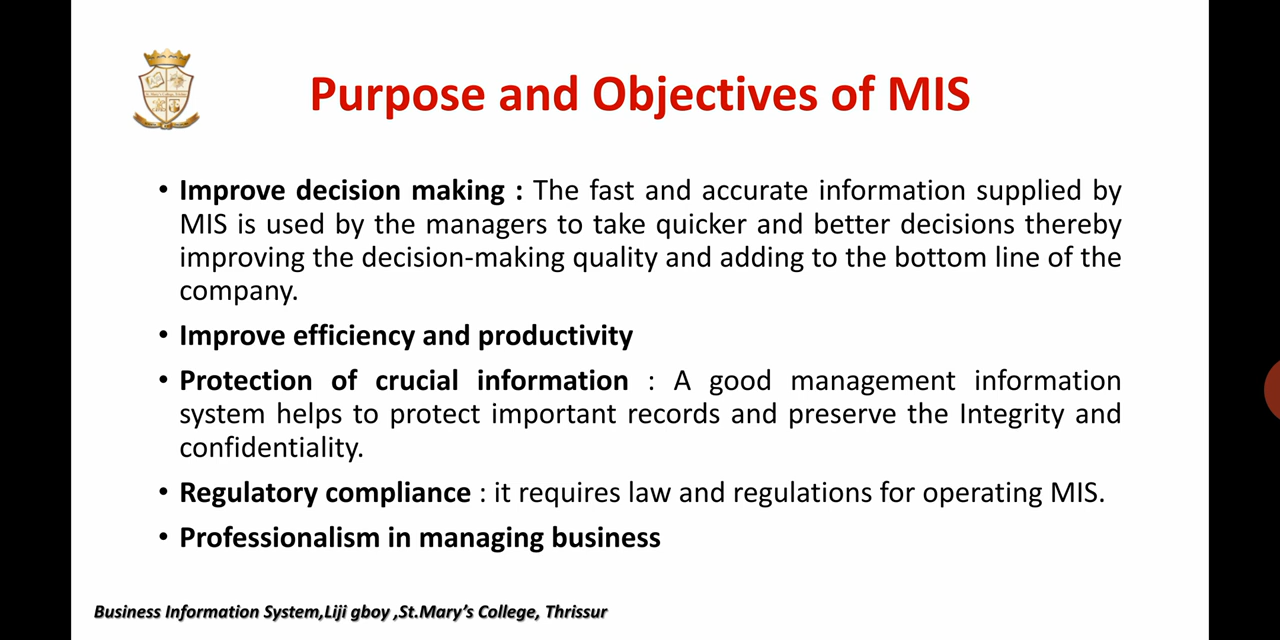 Purpose and Objectives of MIS
• Improve decision making : The fast and accurate information supplied by
MIS is used by the managers to take quicker and better decisions thereby
improving the decision-making quality and adding to the bottom line of the
company.
• Improve efficiency and productivity
• Protection of crucial information : A good management information
system helps to protect important records and preserve the Integrity and
confidentiality.
• Regulatory compliance : it requires law and regulations for operating MIS.
• Professionalism in managing business
Business Information System,Liji gboy ,St.Mary's College, Thrissur